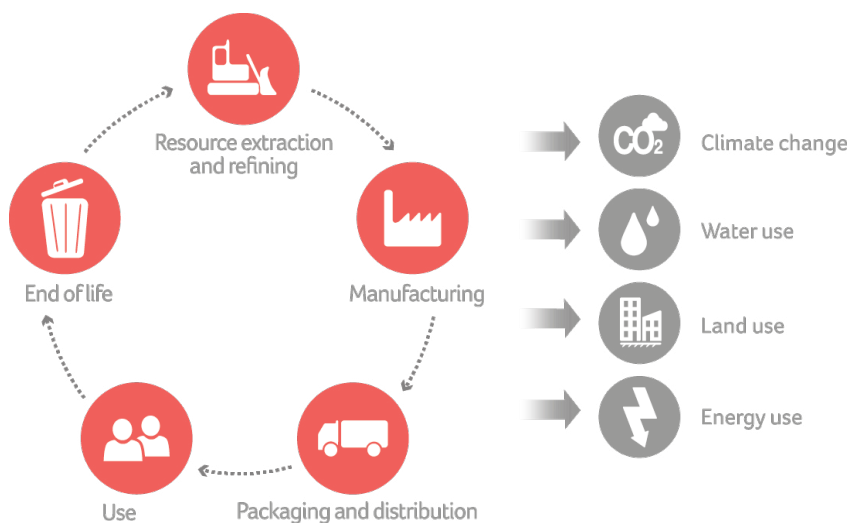 Resource extraction
and refining
Manufacturing
Packaging and distribution
Use
End of life
CO2
Climate change
Water use
Land use
Energy use